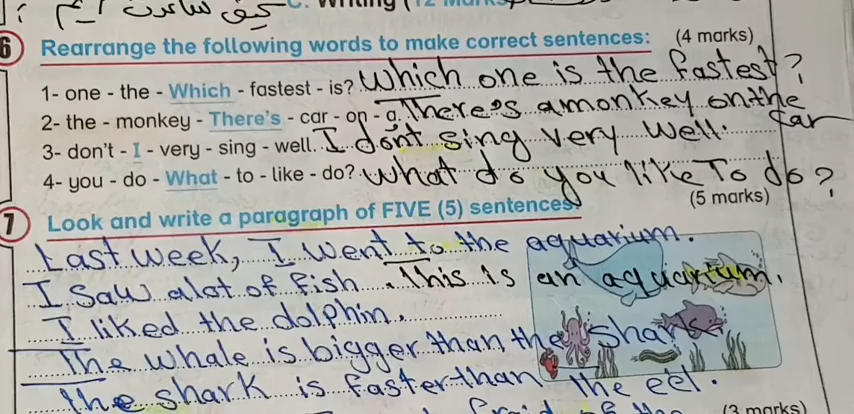 6 Rearrange the following words to make correct sentences: (4 marks)
1- one - the - Which - fastest - is? Which one is the fastest?
2- the - monkey - There's - car - on - a. There's a monkey on the car
3- don't - I - very - sing - well. I don't sing very well.
4- you - do - What - to - like - do? What do you like To do?
(5 marks)
7 Look and write a paragraph of FIVE (5) sentences.
Last week, I went to the aquarium.
I saw alot of fish. This is an aquarium.
I liked the dolphin.
The whale is bigger than the shark
the shark is faster than the eel.
(3 marks)